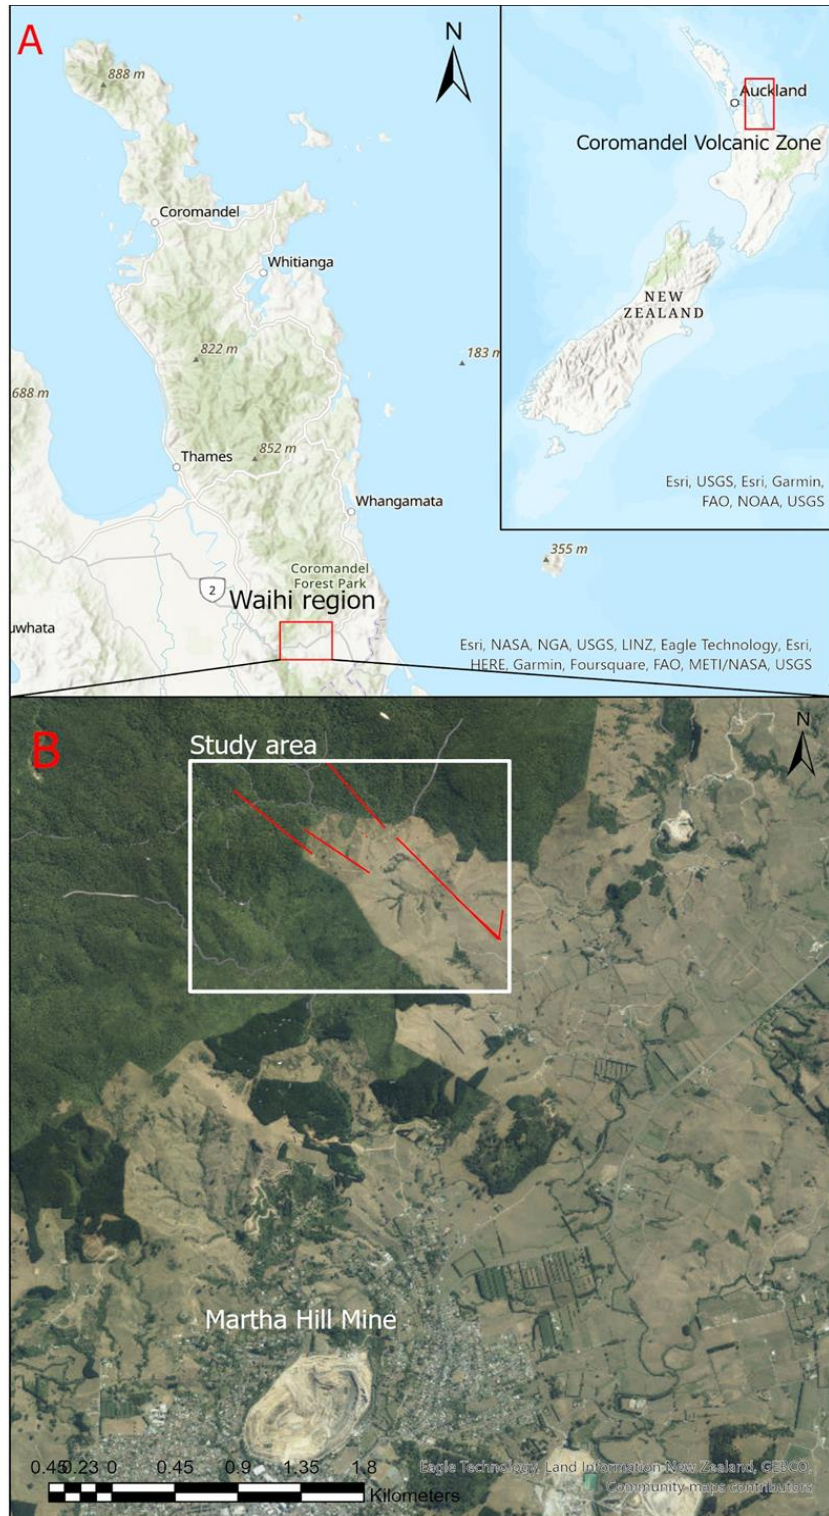 A
N
888 m
Auckland
Coromandel Volcanic Zone
Coromandel
Whitianga
NEW
ZEALAND
822 m
183 m
688 m
852 m
Thames
Whangamata
Esri, USGS, Esri, Garmin,
FAO, NOAA, USGS
355 m
Coromandel
Forest Park
2
Waihi region
uwhata
Esri, NASA, NGA, USGS, LINZ, Eagle Technology, Esri,
HERE, Garmin, Foursquare, FAO, METI/NASA, USGS
B
Study area
N
Martha Hill Mine
0.45 0.23 0 0.45 0.9 1.35 1.8
Kilometers
Eagle Technology, Land Information New Zealand, GEBCO,
Community maps contributors